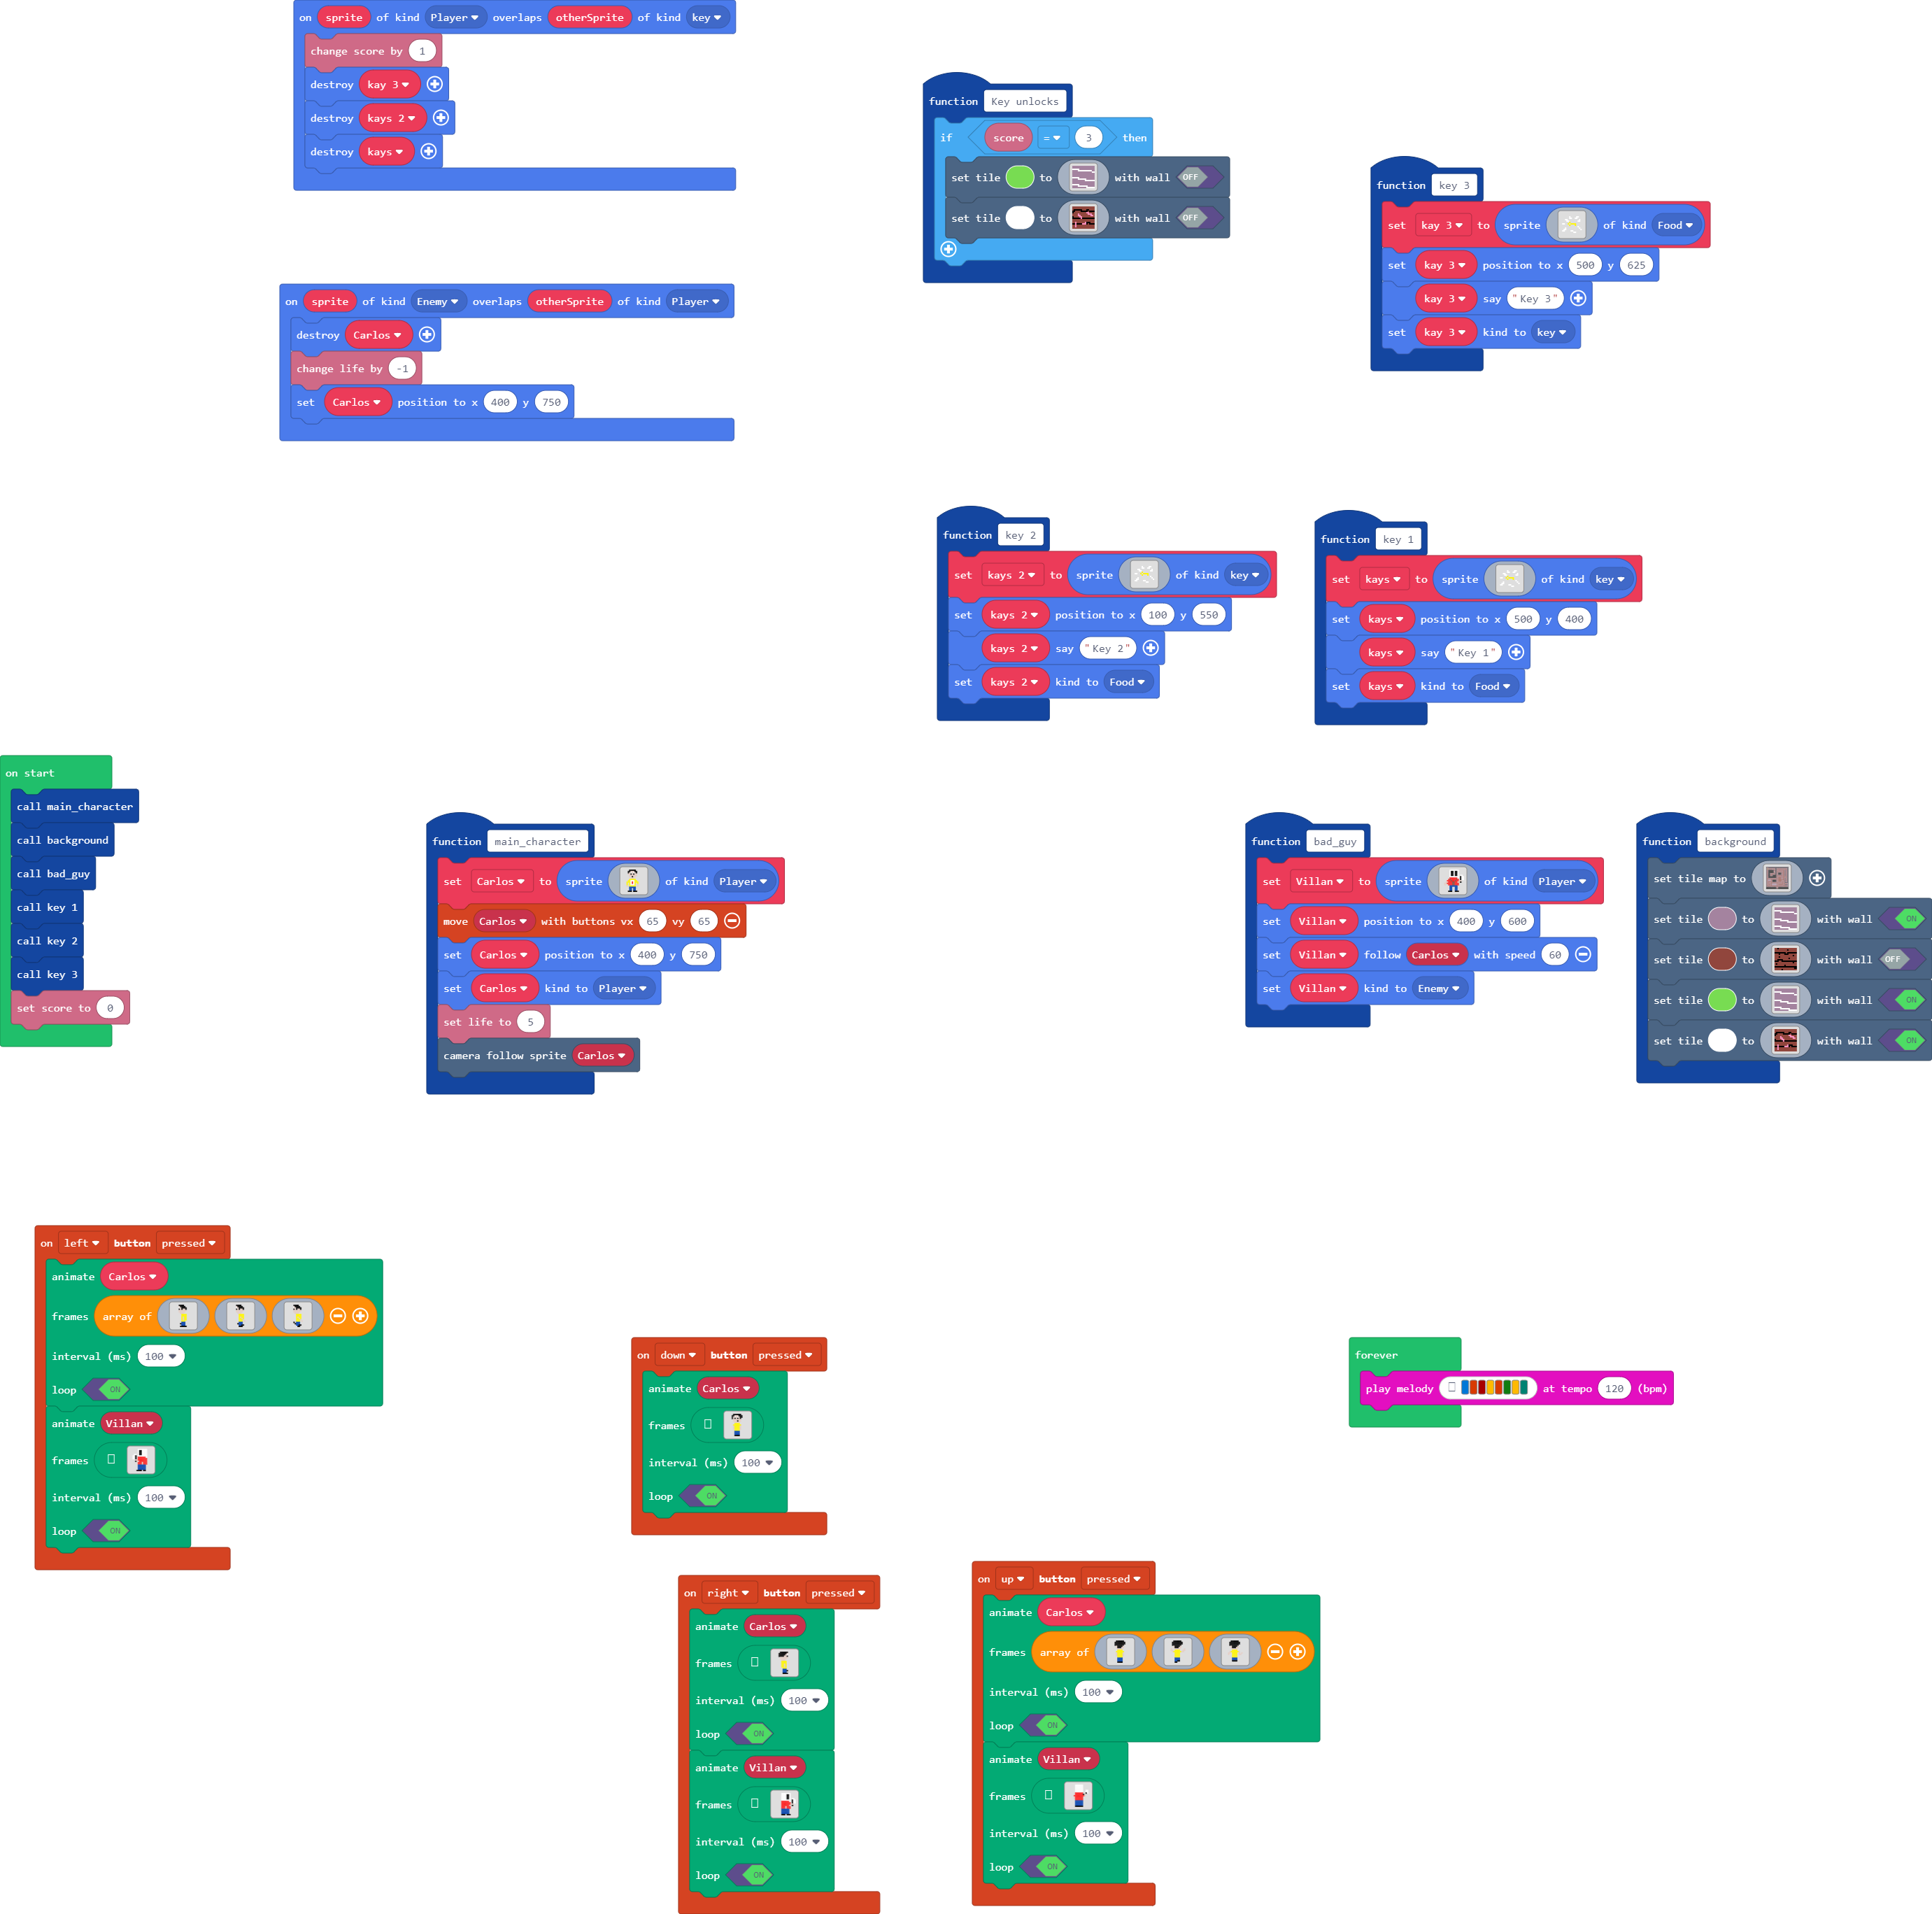 on sprite of kind Player overlaps otherSprite of kind key
change score by 1
destroy kay 3
destroy kays 2
destroy kays
function Key unlocks
if score = 3 then
set tile to with wall OFF
set tile to with wall OFF
function key 3
set kay 3 to sprite of kind Food
set kay 3 position to x 500 y 625
kay 3 say "Key 3"
set kay 3 kind to key
on sprite of kind Enemy overlaps otherSprite of kind Player
destroy Carlos
change life by -1
set Carlos position to x 400 y 750
function key 2
set kays 2 to sprite of kind key
set kays 2 position to x 100 y 550
kays 2 say "Key 2"
set kays 2 kind to Food
function key 1
set kays to sprite of kind key
set kays position to x 500 y 400
kays say "Key 1"
set kays kind to Food
on start
call main_character
call background
call bad_guy
call key 1
call key 2
call key 3
set score to 0
function main_character
set Carlos to sprite of kind Player
move Carlos with buttons vx 65 vy 65
set Carlos position to x 400 y 750
set Carlos kind to Player
set life to 5
camera follow sprite Carlos
function bad_guy
set Villan to sprite of kind Player
set Villan position to x 400 y 600
set Villan follow Carlos with speed 60
set Villan kind to Enemy
function background
set tile map to
set tile to with wall ON
set tile to with wall OFF
set tile to with wall ON
set tile to with wall ON
on left button pressed
animate Carlos
frames array of
interval (ms) 100
loop ON
animate Villan
frames
interval (ms) 100
loop ON
on down button pressed
animate Carlos
frames
interval (ms) 100
loop ON
forever
play melody at tempo 120 (bpm)
on right button pressed
animate Carlos
frames
interval (ms) 100
loop ON
animate Villan
frames
interval (ms) 100
loop ON
on up button pressed
animate Carlos
frames array of
interval (ms) 100
loop ON
animate Villan
frames
interval (ms) 100
loop ON